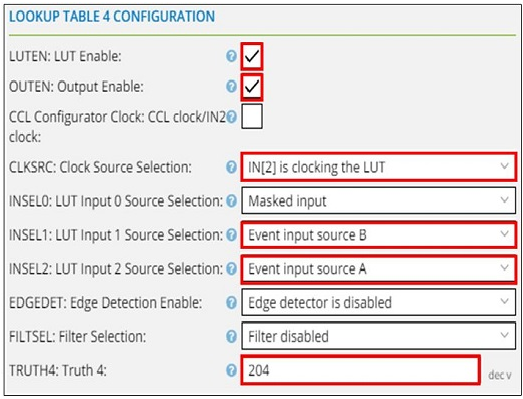 LOOKUP TABLE 4 CONFIGURATION
LUTEN: LUT Enable: ?
OUTEN: Output Enable: ?
CCL Configurator Clock: CCL clock/IN2 ?
clock:
CLKSRC: Clock Source Selection: ? IN[2] is clocking the LUT
INSEL0: LUT Input 0 Source Selection: ? Masked input
INSEL1: LUT Input 1 Source Selection: ? Event input source B
INSEL2: LUT Input 2 Source Selection: ? Event input source A
EDGEDET: Edge Detection Enable: ? Edge detector is disabled
FILTSEL: Filter Selection: ? Filter disabled
TRUTH4: Truth 4: ? 204 dec v